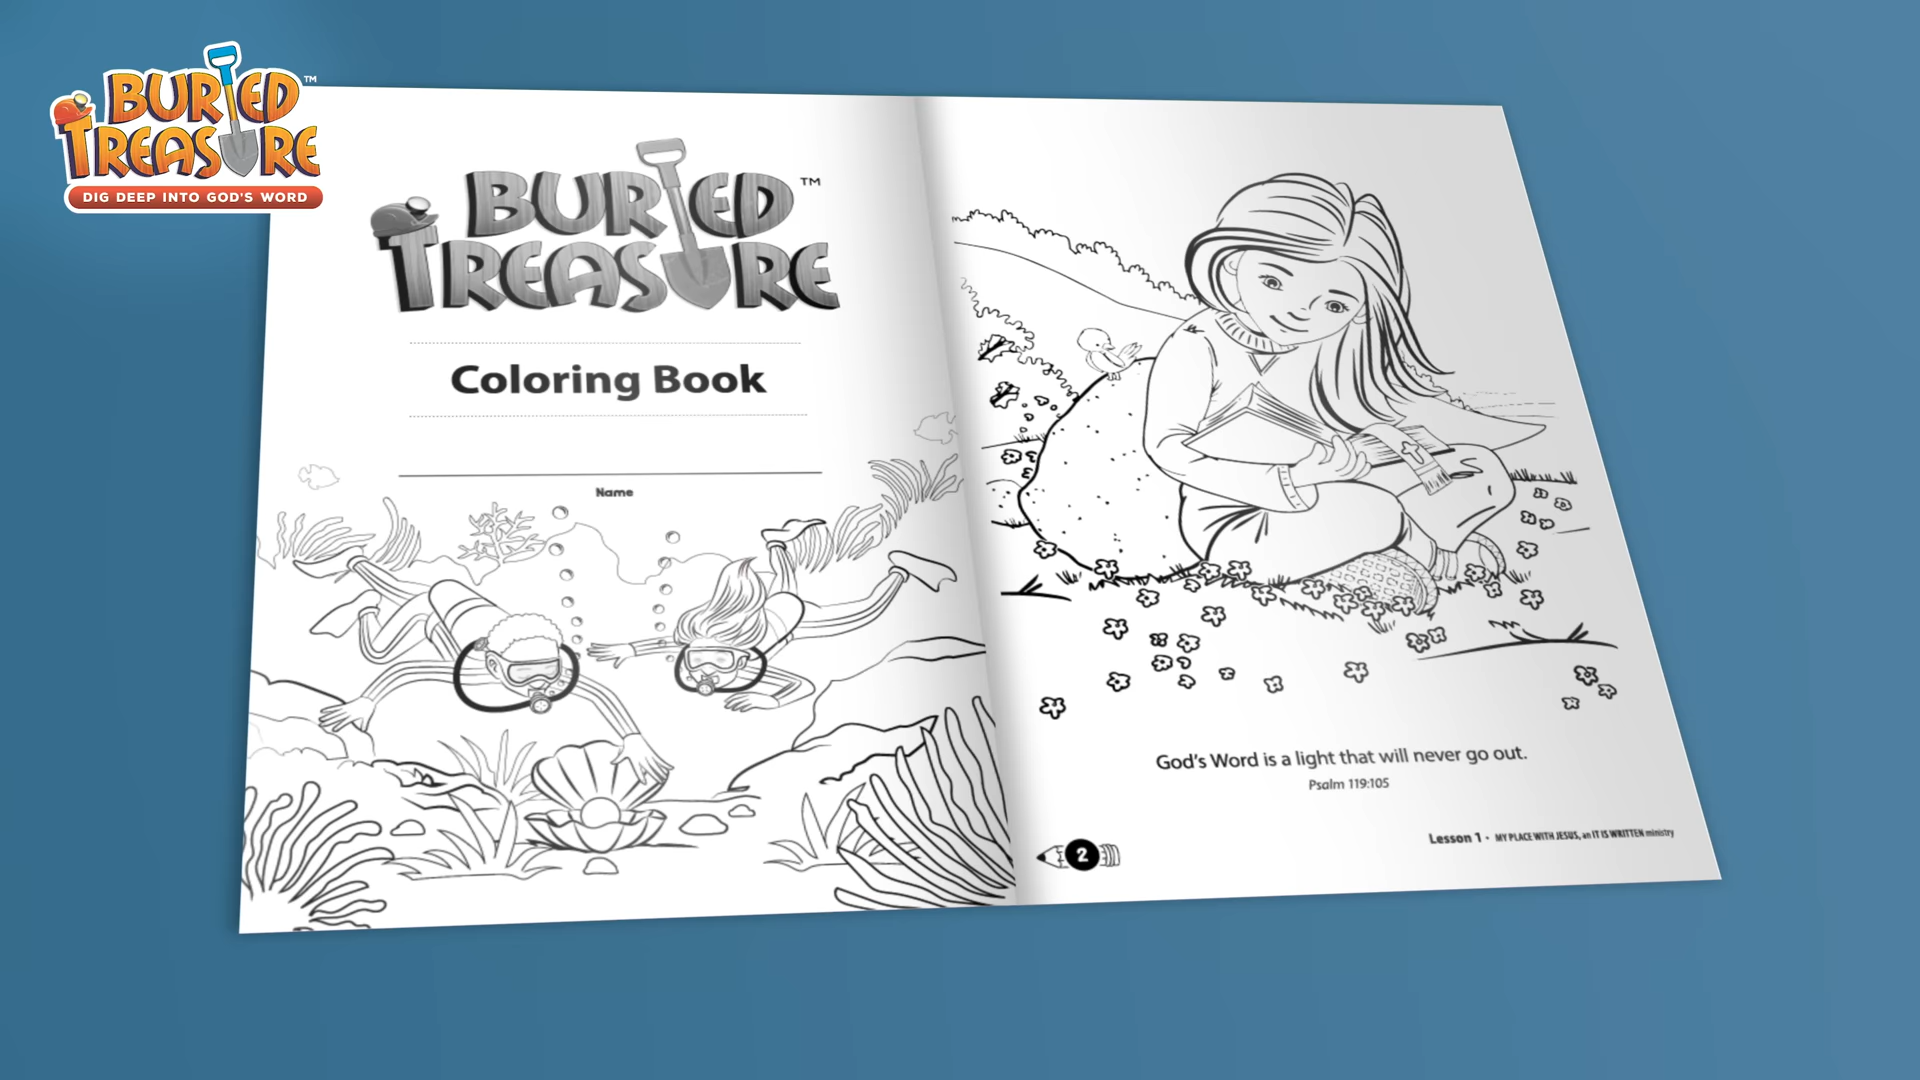 BURIED
TREASURE
™
DIG DEEP INTO GOD'S WORD
BURIED
TREASURE
™
Coloring Book
Name
God's Word is a light that will never go out.
Psalm 119:105
2
Lesson 1 • MY PLACE WITH JESUS, an IT IS WRITTEN ministry